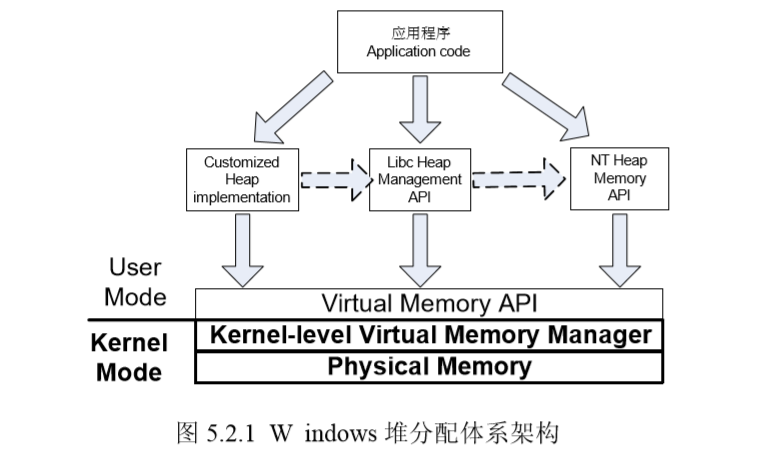 应用程序
Application code
Customized
Heap
implementation
Libc Heap
Management
API
NT Heap
Memory
API
User
Mode
Virtual Memory API
Kernel
Mode
Kernel-level Virtual Memory Manager
Physical Memory
图 5.2.1 W indows 堆分配体系架构